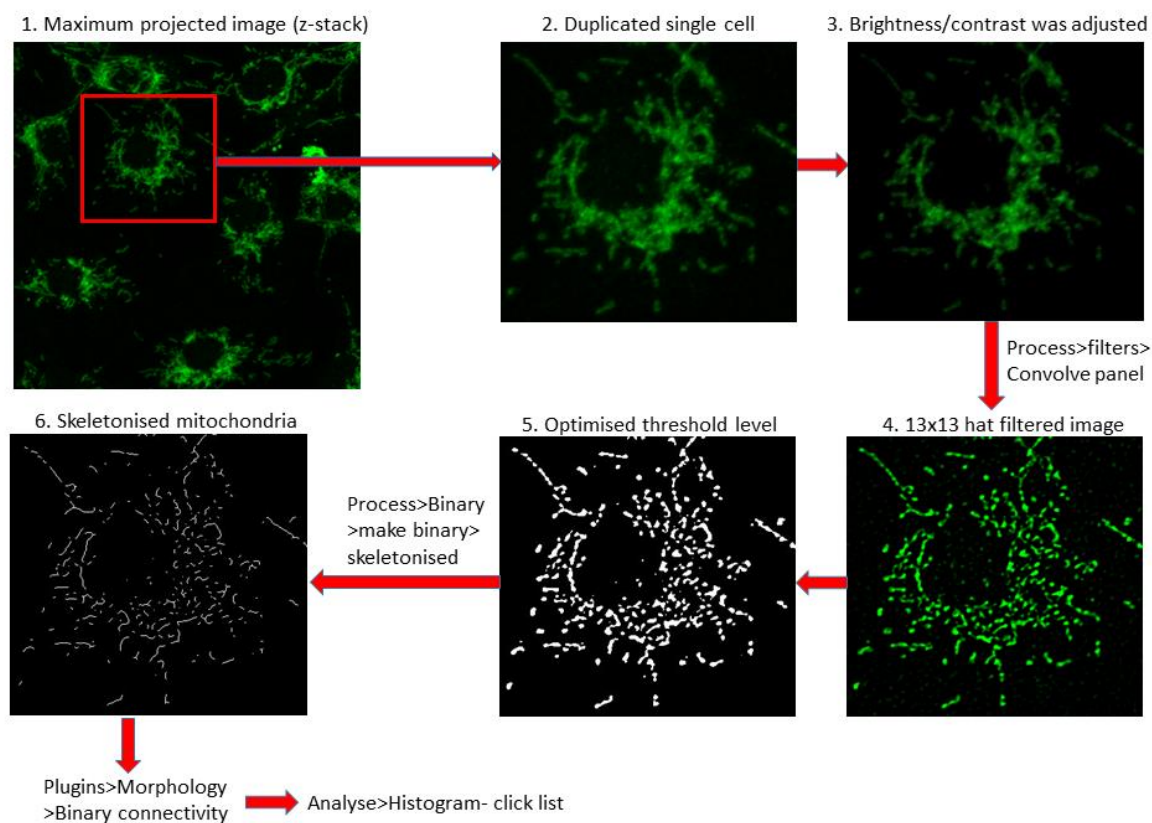 1. Maximum projected image (z-stack)
2. Duplicated single cell
3. Brightness/contrast was adjusted
Process>filters>
Convolve panel
4. 13x13 hat filtered image
5. Optimised threshold level
Process>Binary
>make binary>
skeletonised
6. Skeletonised mitochondria
Plugins>Morphology
>Binary connectivity
Analyse>Histogram- click list